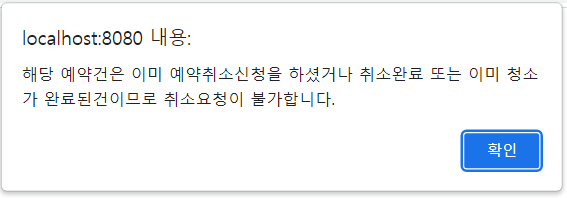 localhost:8080 내용:
해당 예약건은 이미 예약취소신청을 하셨거나 취소완료 또는 이미 청소
가 완료된건이므로 취소요청이 불가합니다.
확인